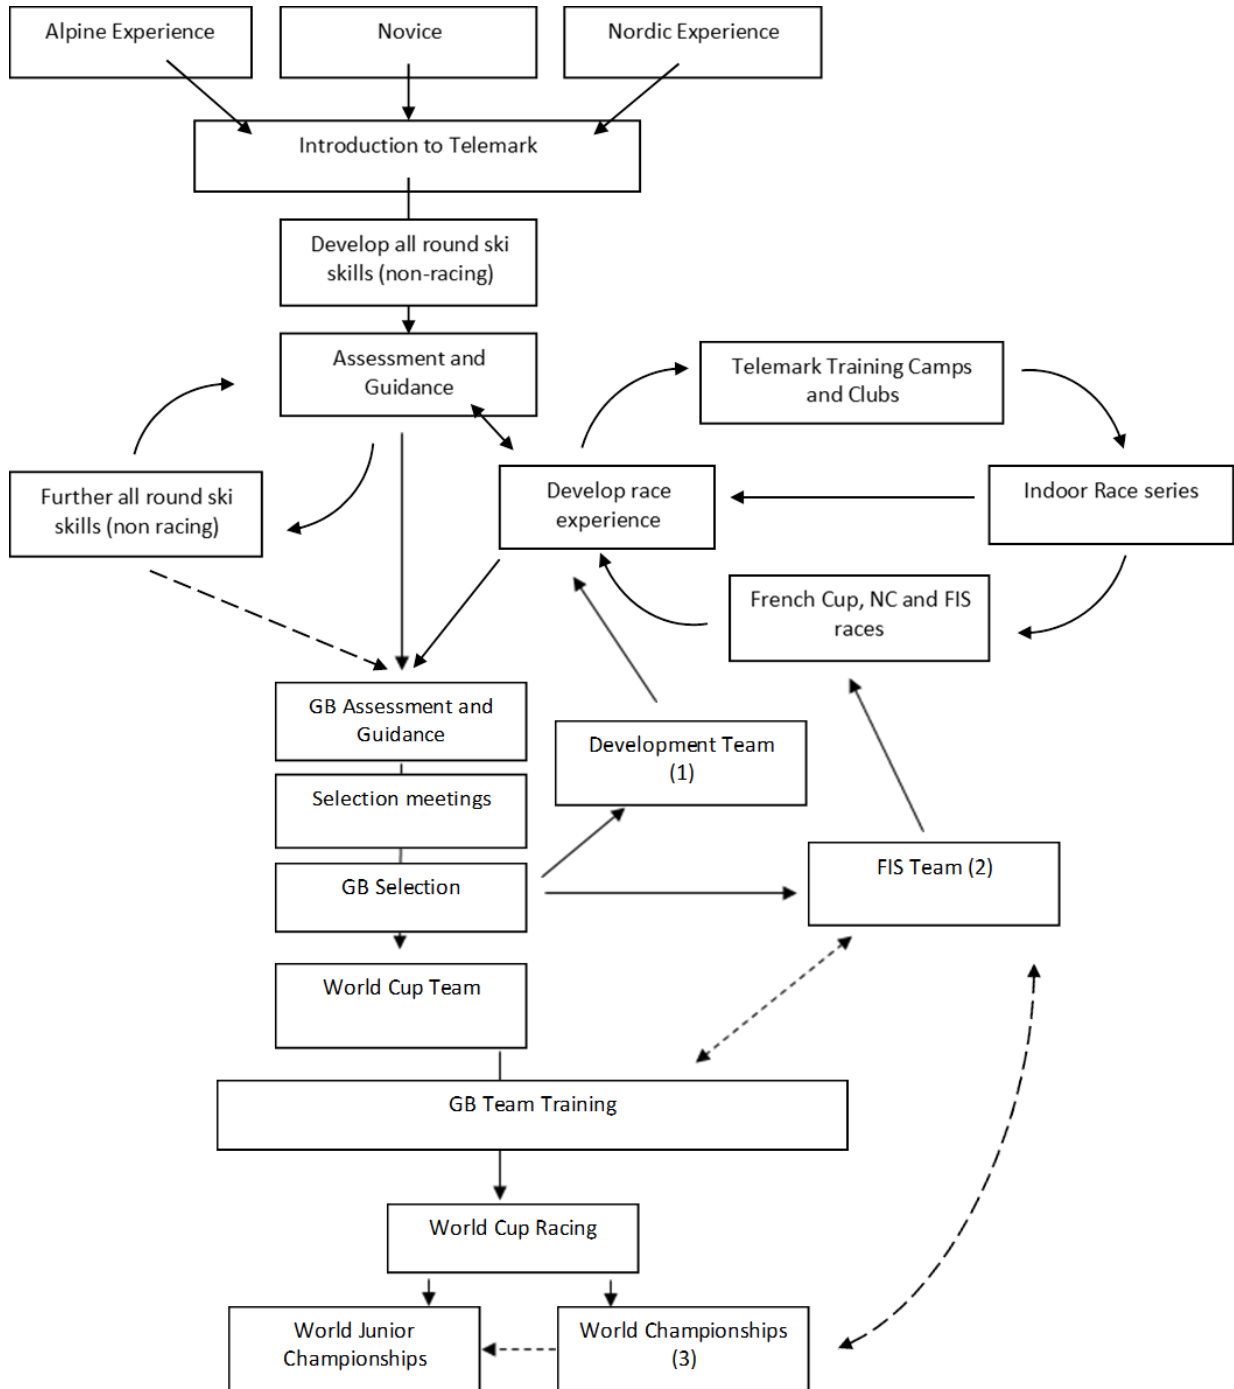 Alpine Experience
Novice
Nordic Experience
Introduction to Telemark
Develop all round ski
skills (non-racing)
Assessment and
Guidance
Telemark Training Camps
and Clubs
Further all round ski
skills (non racing)
Develop race
experience
Indoor Race series
French Cup, NC and FIS
races
GB Assessment and
Guidance
Development Team
(1)
Selection meetings
FIS Team (2)
GB Selection
World Cup Team
GB Team Training
World Cup Racing
World Junior
Championships
World Championships
(3)